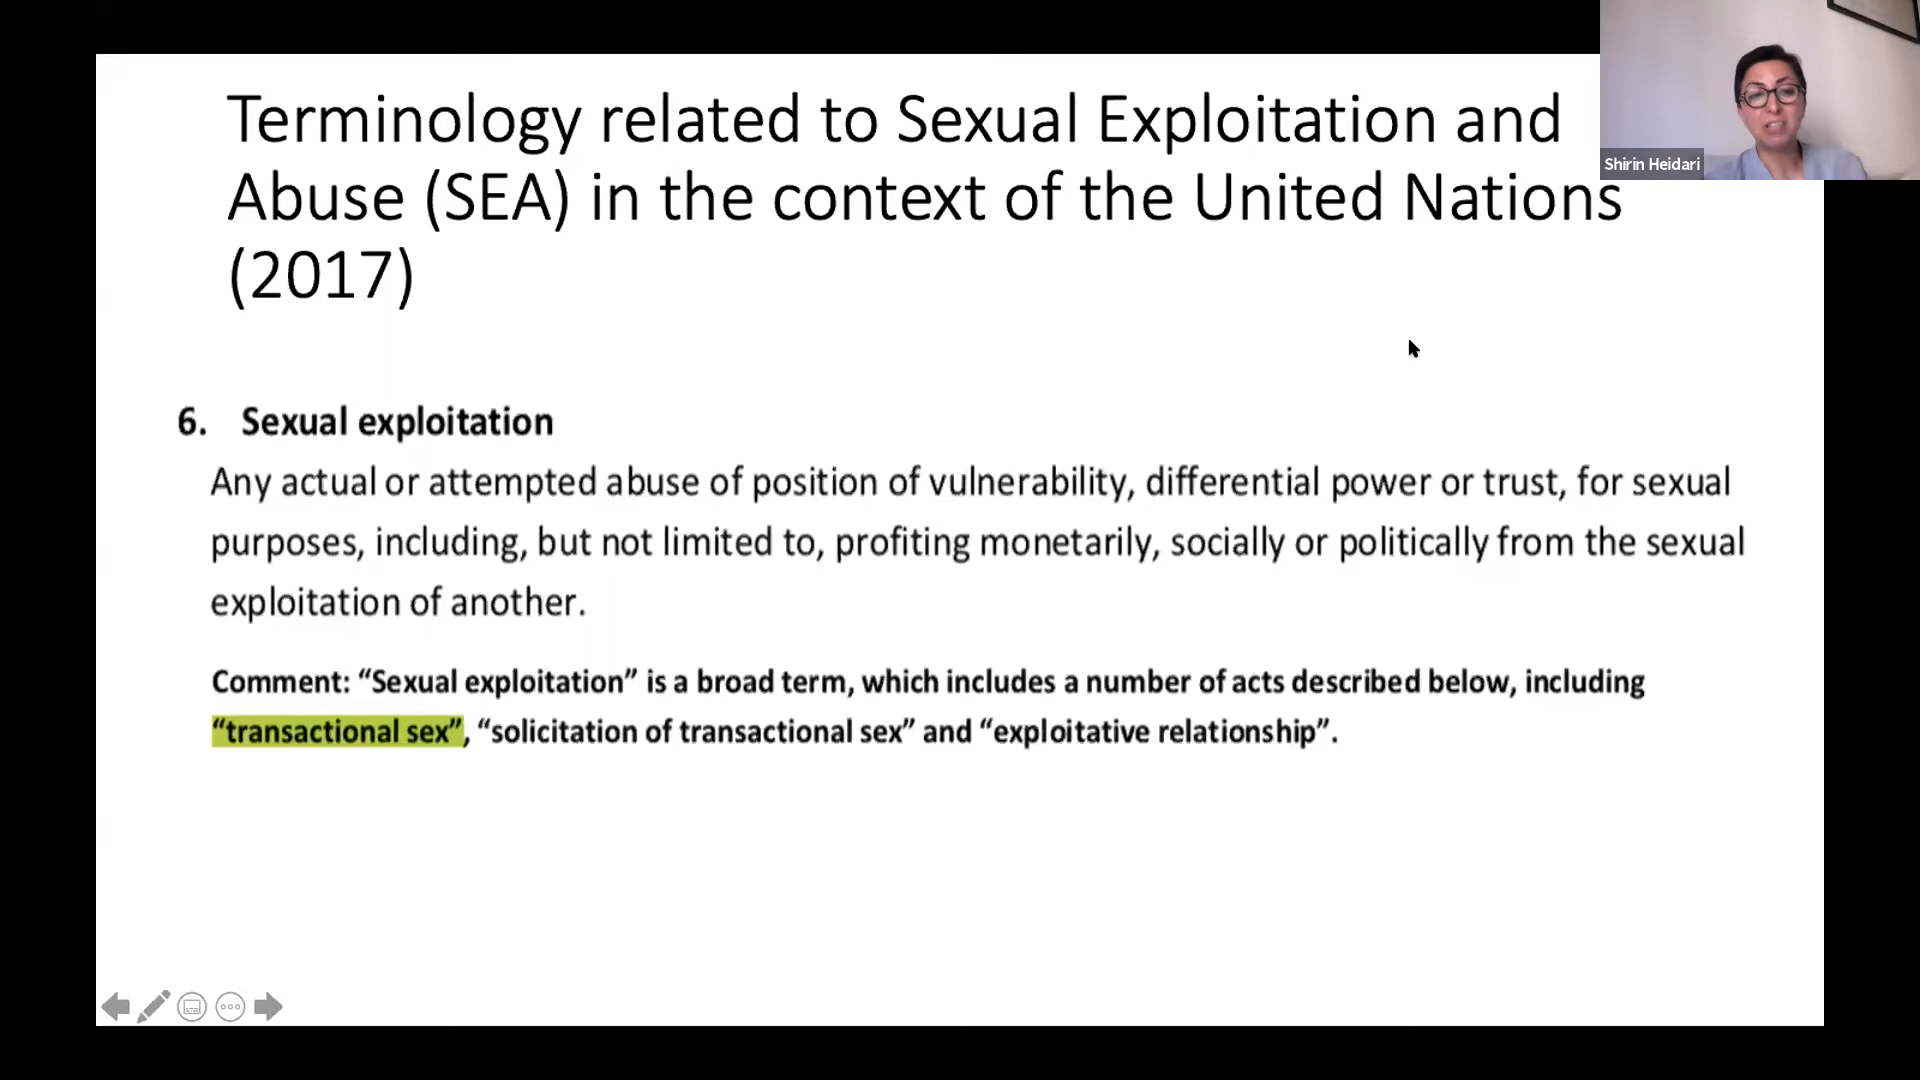 Terminology related to Sexual Exploitation and
Abuse (SEA) in the context of the United Nations
(2017)
Shirin Heidari
6. Sexual exploitation
Any actual or attempted abuse of position of vulnerability, differential power or trust, for sexual
purposes, including, but not limited to, profiting monetarily, socially or politically from the sexual
exploitation of another.
Comment: “Sexual exploitation” is a broad term, which includes a number of acts described below, including
“transactional sex”, “solicitation of transactional sex” and “exploitative relationship”.